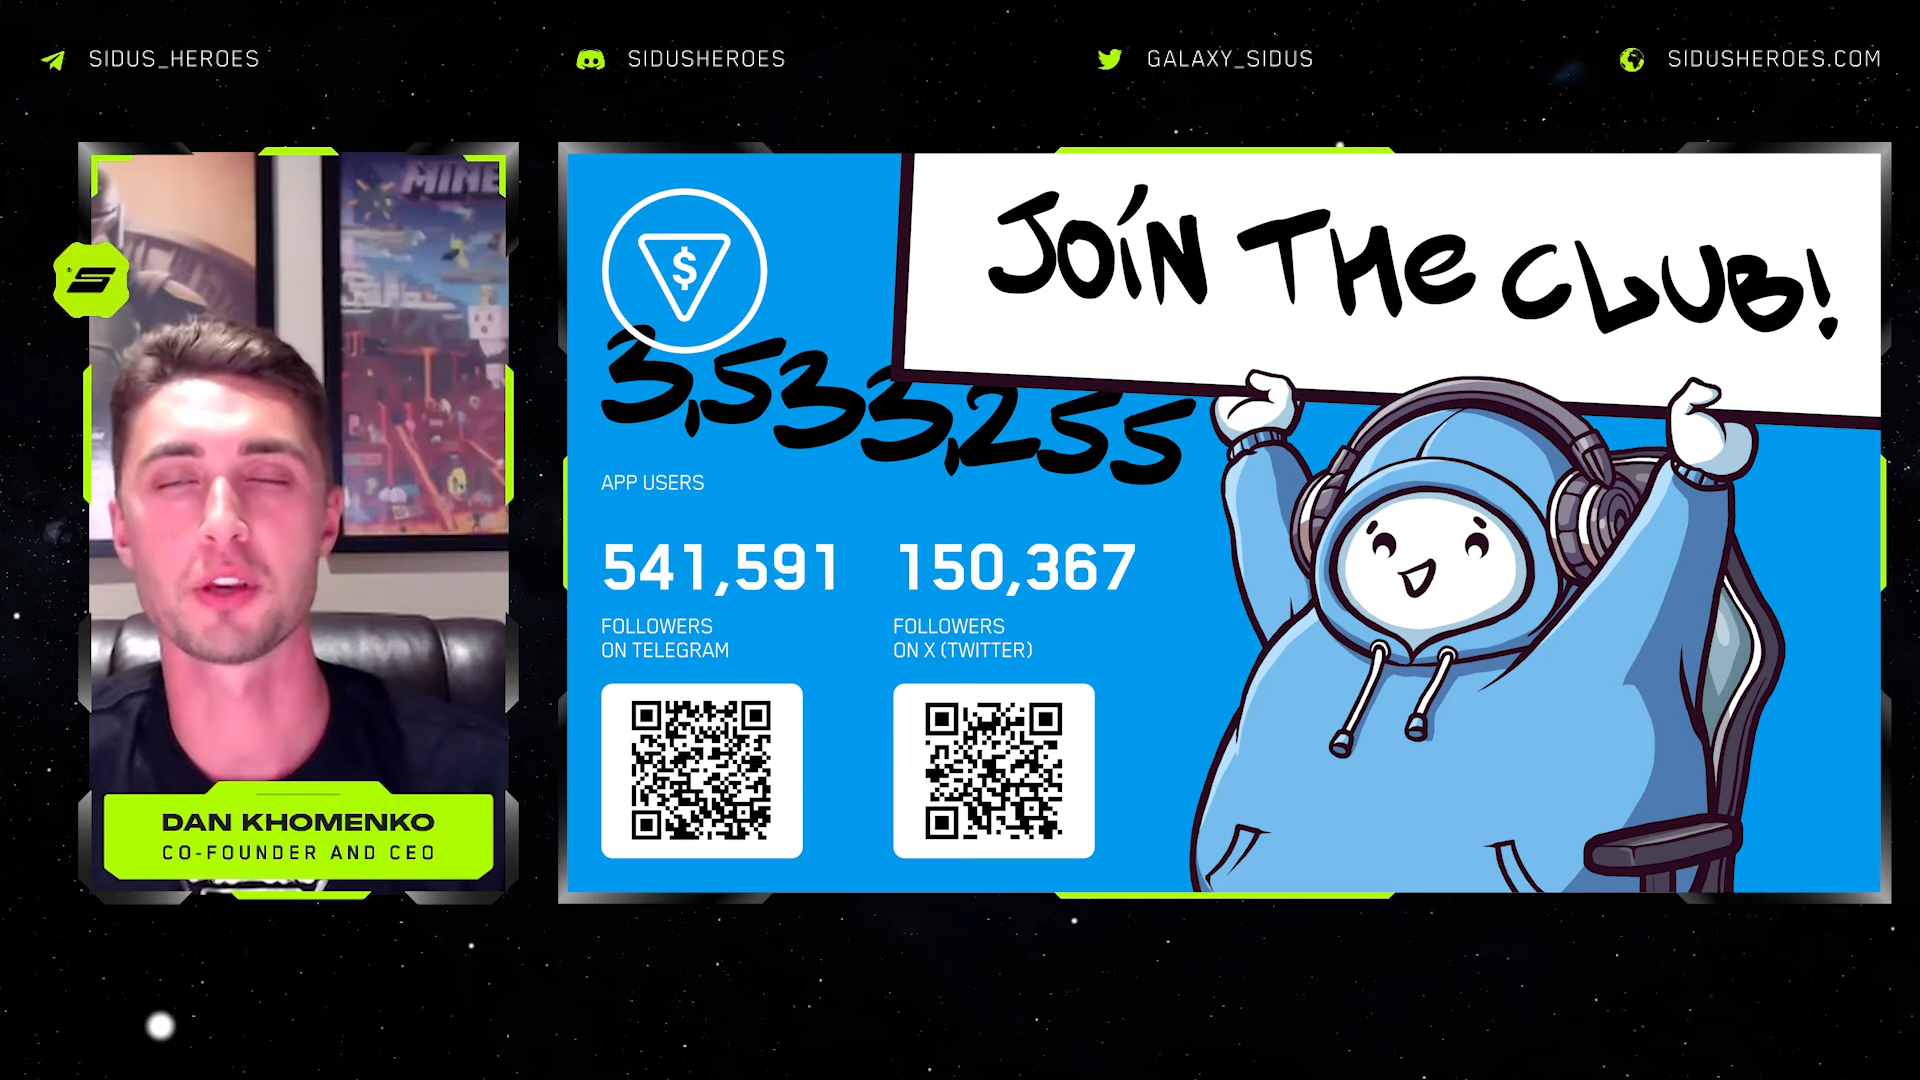 SIDUS_HEROES
SIDUSHEROES
GALAXY_SIDUS
SIDUSHEROES.COM
MINE
DAN KHOMENKO
CO-FOUNDER AND CEO
JOIN THE CLUB!
$
3,533,255
APP USERS
541,591
FOLLOWERS
ON TELEGRAM
150,367
FOLLOWERS
ON X (TWITTER)